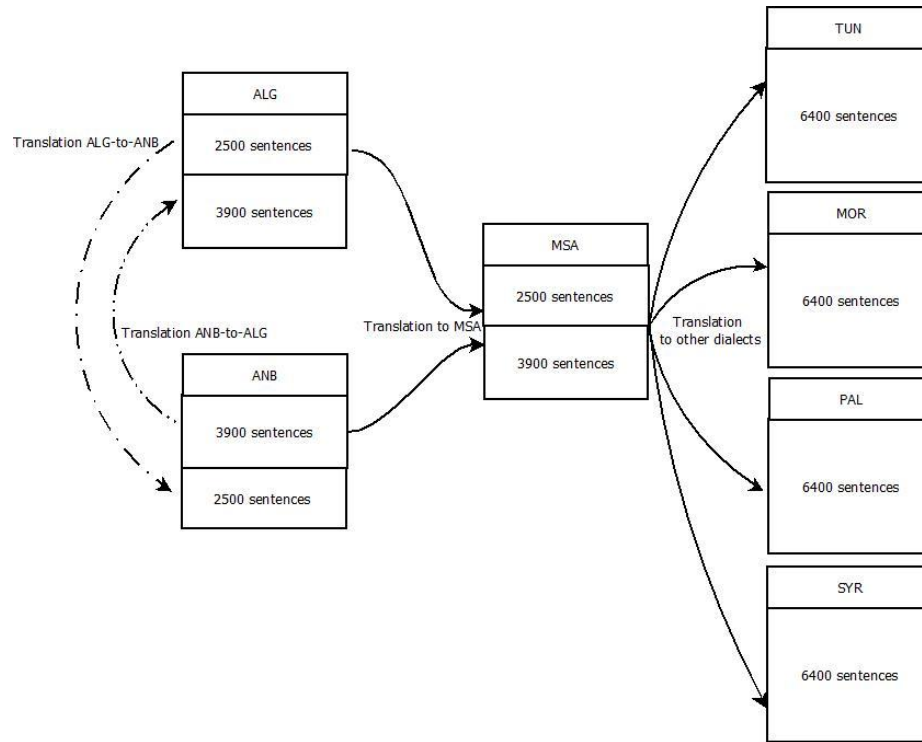 ALG
2500 sentences
3900 sentences
Translation ALG-to-ANB
Translation ANB-to-ALG
ANB
3900 sentences
2500 sentences
Translation to MSA
MSA
2500 sentences
3900 sentences
Translation
to other dialects
TUN
6400 sentences
MOR
6400 sentences
PAL
6400 sentences
SYR
6400 sentences